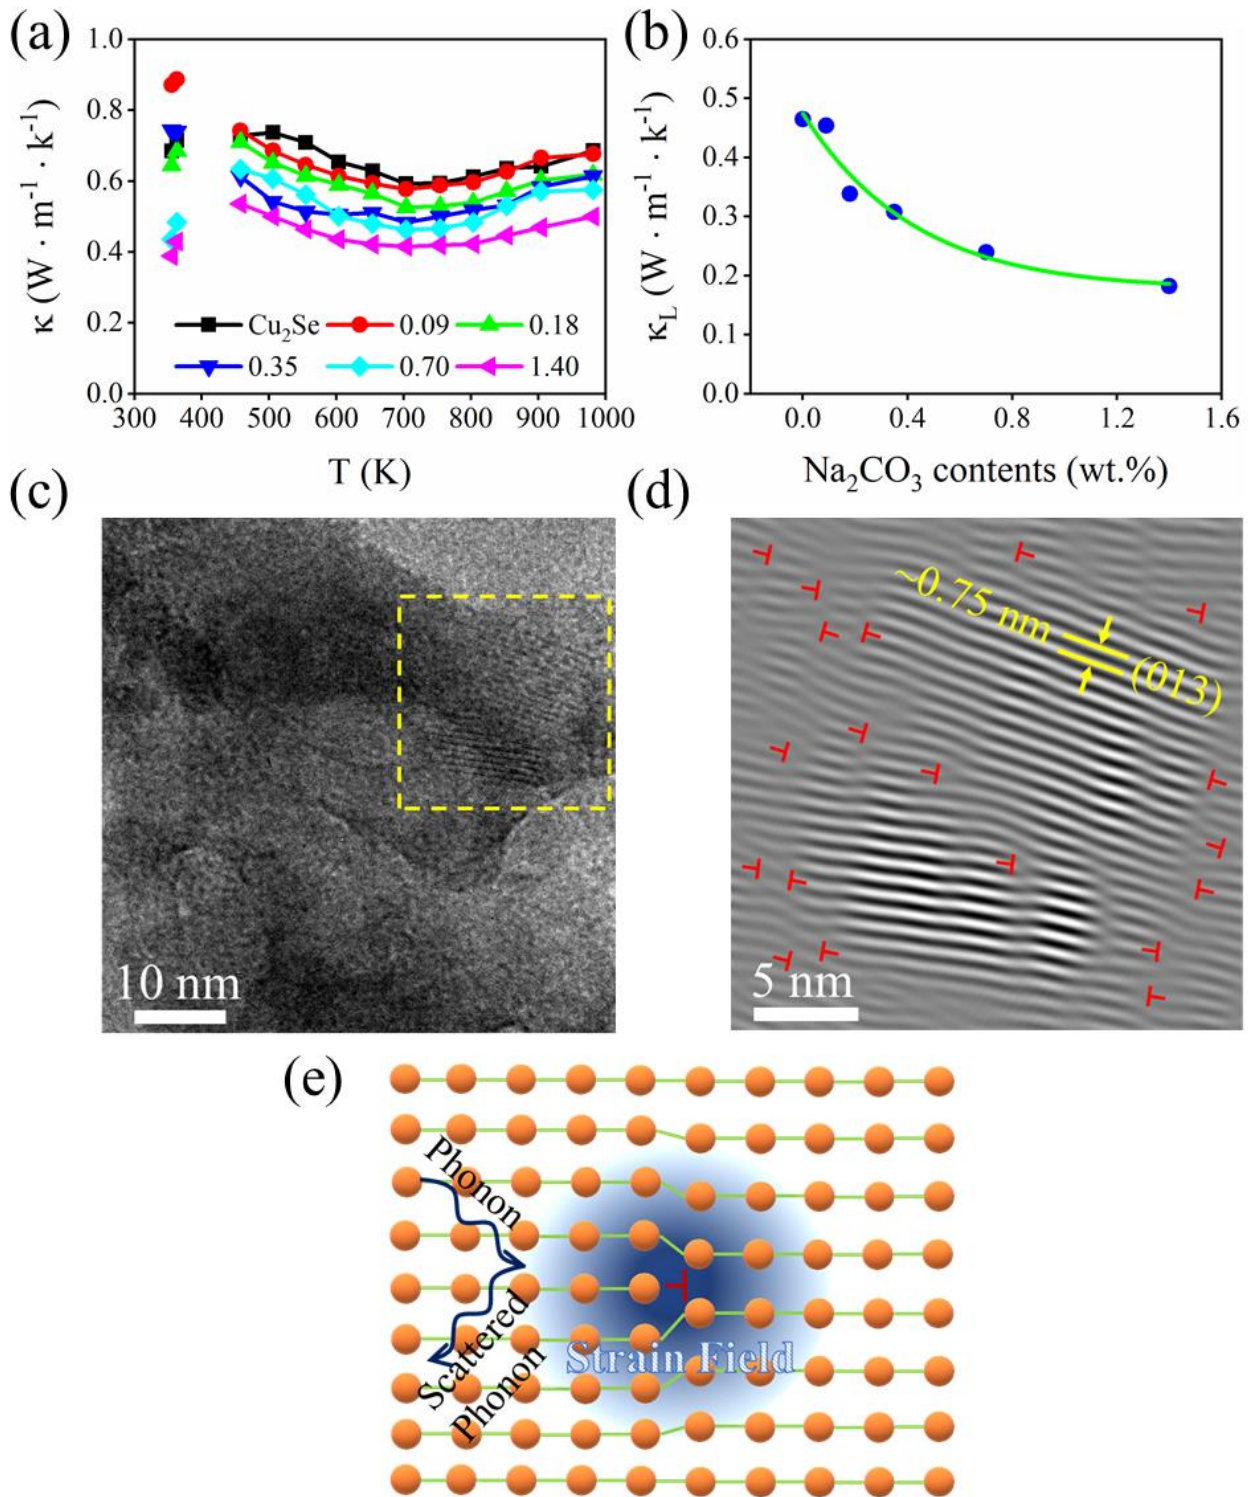 (a)
1.0
0.8
0.6
0.4
0.2
0.0
κ (W · m⁻¹ · k⁻¹)
Cu₂Se 0.09 0.18
0.35 0.70 1.40
300 400 500 600 700 800 900 1000
T (K)
(b)
0.6
0.5
0.4
0.3
0.2
0.1
0.0
κ_L (W · m⁻¹ · k⁻¹)
0.0 0.4 0.8 1.2 1.6
Na₂CO₃ contents (wt.%)
(c)
10 nm
(d)
~0.75 nm
(013)
5 nm
(e)
Phonon
Scattered
Phonon
Strain Field